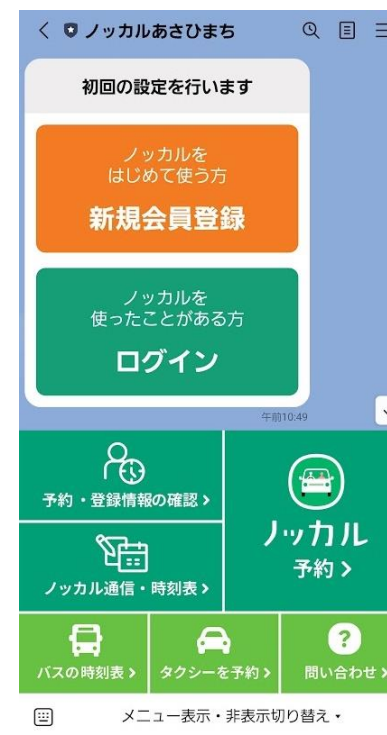 ノッカルあさひまち
初回の設定を行います
ノッカルを
はじめて使う方
新規会員登録
ノッカルを
使ったことがある方
ログイン
午前10:49
予約・登録情報の確認 >
ノッカル通信・時刻表 >
ノッカル
予約 >
バスの時刻表 >
タクシーを予約 >
?
問い合わせ >
メニュー表示・非表示切り替え ▾